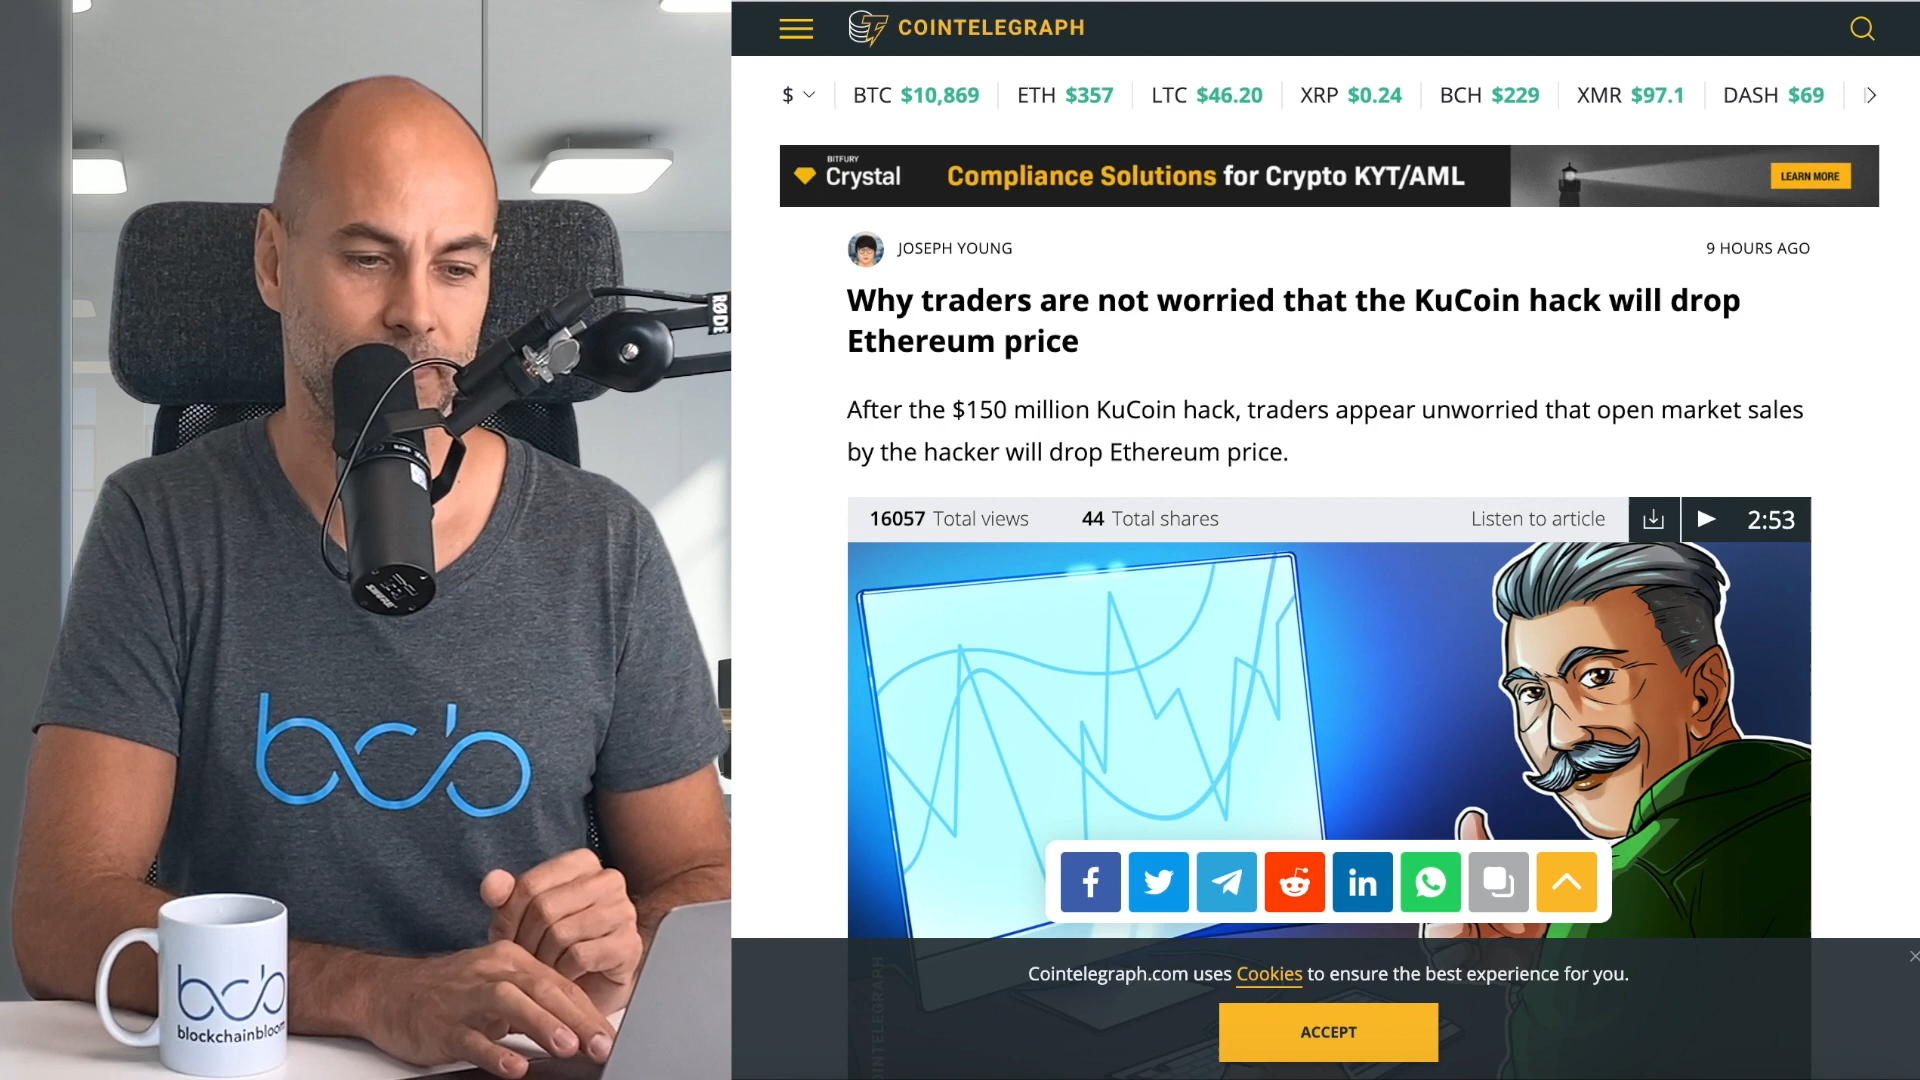 COINTELEGRAPH
$ BTC $10,869 ETH $357 LTC $46.20 XRP $0.24 BCH $229 XMR $97.1 DASH $69
BITFURY
Crystal
Compliance Solutions for Crypto KYT/AML
LEARN MORE
JOSEPH YOUNG
9 HOURS AGO
Why traders are not worried that the KuCoin hack will drop
Ethereum price
After the $150 million KuCoin hack, traders appear unworried that open market sales
by the hacker will drop Ethereum price.
16057 Total views 44 Total shares Listen to article 2:53
Cointelegraph.com uses Cookies to ensure the best experience for you.
ACCEPT
RØDE
SHURE
bcb
bcb
blockchainbloom